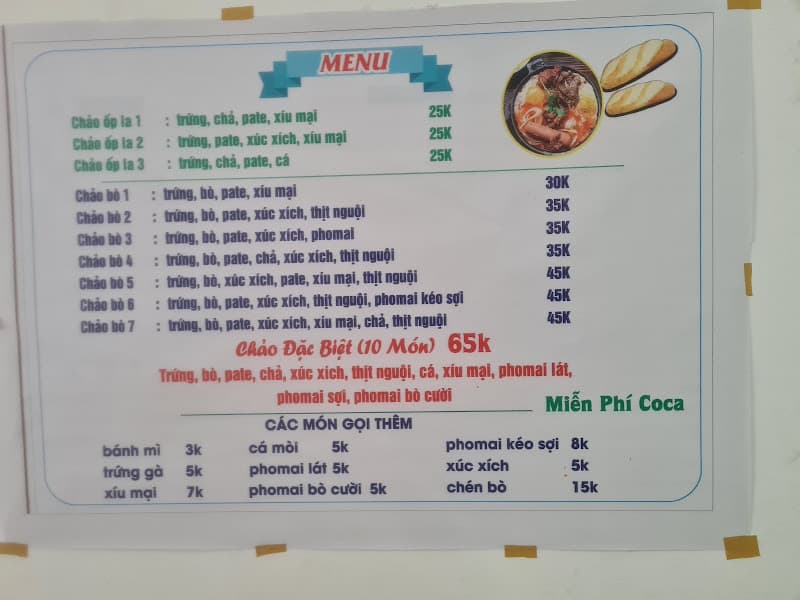 MENU
Chảo ốp la 1 : trứng, chả, pate, xíu mại 25K
Chảo ốp la 2 : trứng, pate, xúc xích, xíu mại 25K
Chảo ốp la 3 : trứng, chả, pate, cá 25K
Chảo bò 1 : trứng, bò, pate, xíu mại 30K
Chảo bò 2 : trứng, bò, pate, xúc xích, thịt nguội 35K
Chảo bò 3 : trứng, bò, pate, xúc xích, phomai 35K
Chảo bò 4 : trứng, bò, pate, chả, xúc xích, thịt nguội 35K
Chảo bò 5 : trứng, bò, xúc xích, pate, xíu mại, thịt nguội 45K
Chảo bò 6 : trứng, bò, pate, xúc xích, thịt nguội, phomai kéo sợi 45K
Chảo bò 7 : trứng, bò, pate, xúc xích, xíu mại, chả, thịt nguội 45K
Chảo Đặc Biệt (10 Món) 65k
Trứng, bò, pate, chả, xúc xích, thịt nguội, cá, xíu mại, phomai lát,
phomai sợi, phomai bò cười
Miễn Phí Coca
CÁC MÓN GỌI THÊM
bánh mì 3k cá mòi 5k phomai kéo sợi 8k
trứng gà 5k phomai lát 5k xúc xích 5k
xíu mại 7k phomai bò cười 5k chén bò 15k